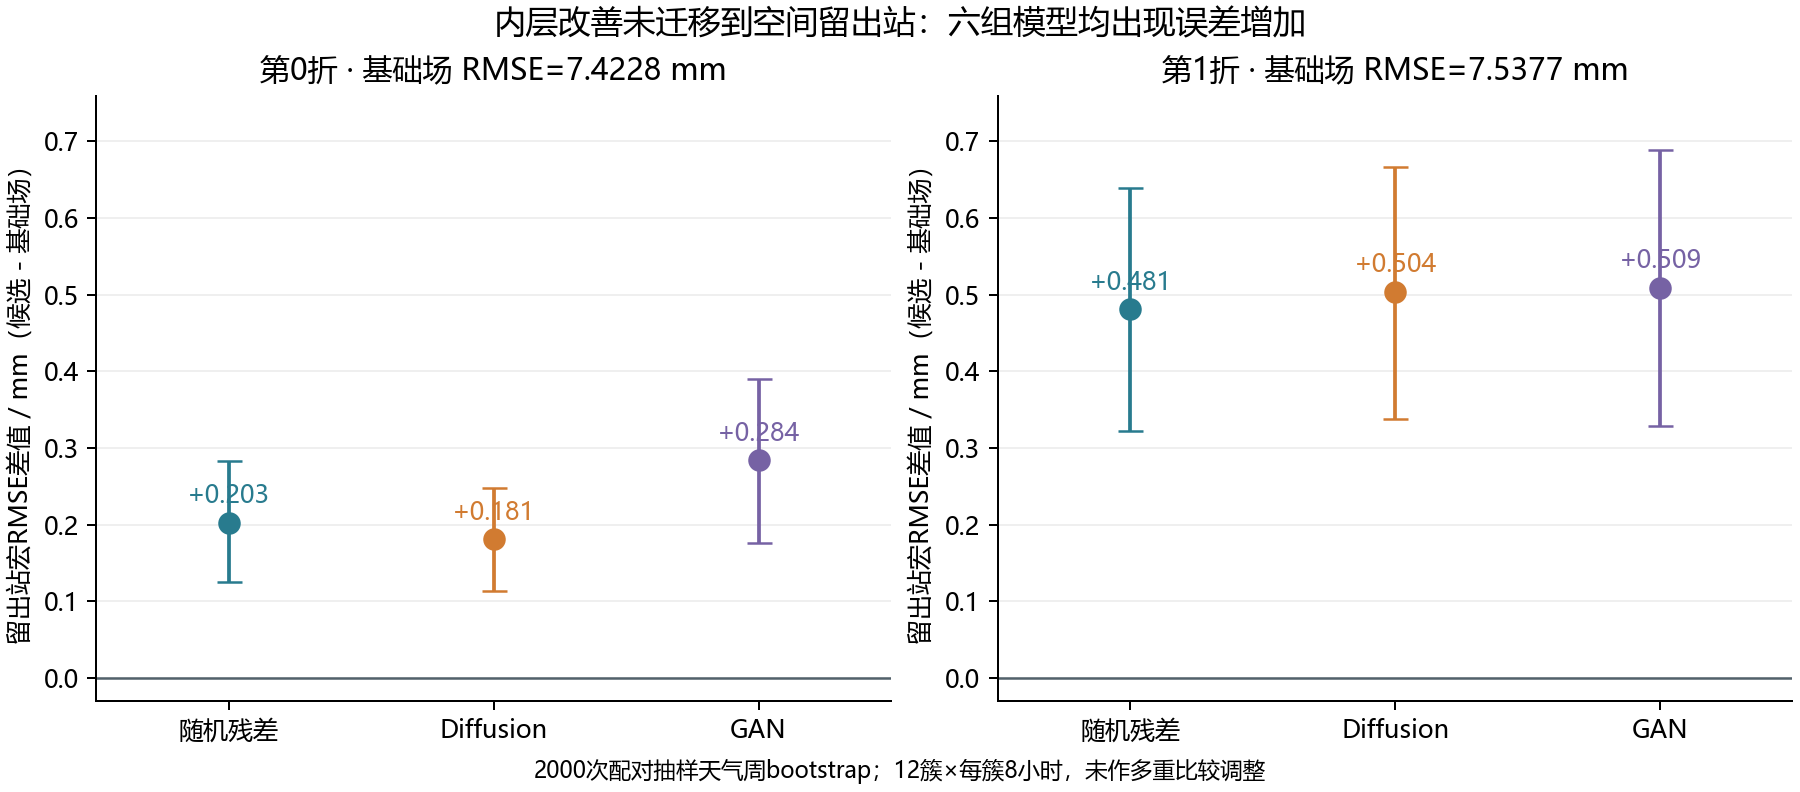 内层改善未迁移到空间留出站：六组模型均出现误差增加
第0折 · 基础场 RMSE=7.4228 mm
留出站宏RMSE差值 / mm（候选 - 基础场）
0.7
0.6
0.5
0.4
0.3
0.2
0.1
0.0
+0.203
+0.181
+0.284
随机残差
Diffusion
GAN
第1折 · 基础场 RMSE=7.5377 mm
留出站宏RMSE差值 / mm（候选 - 基础场）
0.7
0.6
0.5
0.4
0.3
0.2
0.1
0.0
+0.481
+0.504
+0.509
随机残差
Diffusion
GAN
2000次配对抽样天气周bootstrap；12簇×每簇8小时，未作多重比较调整